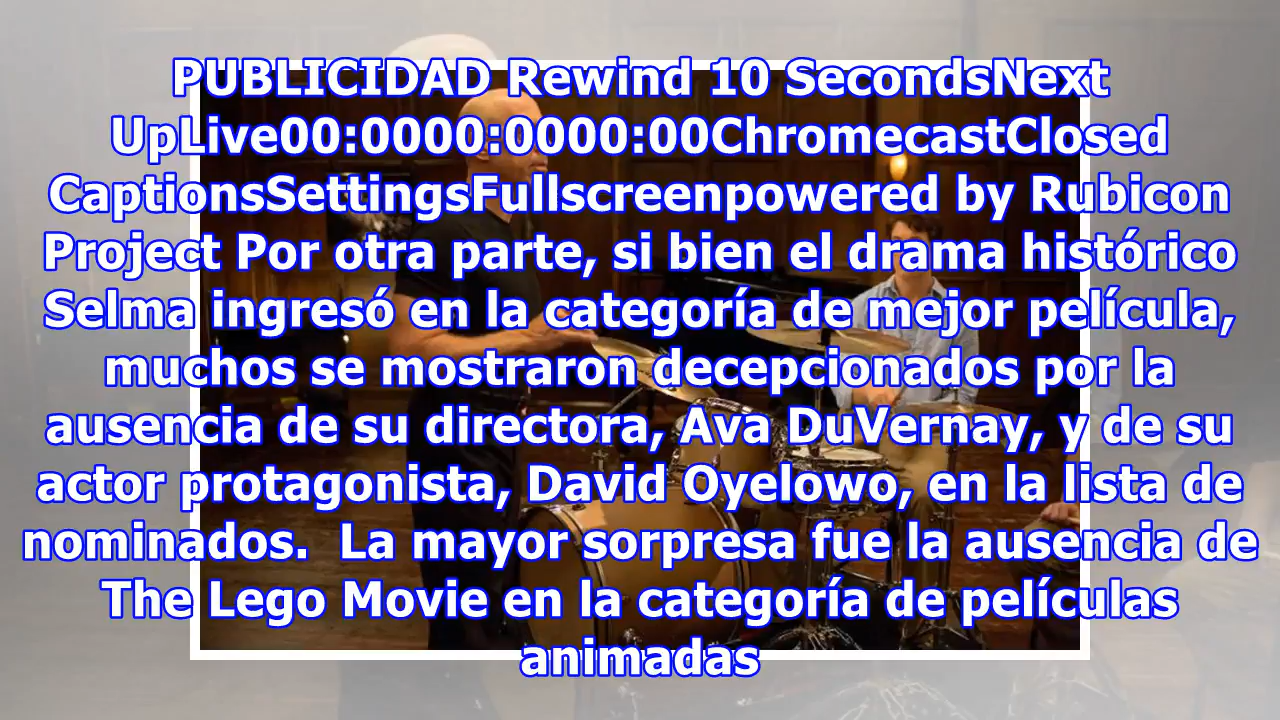 PUBLICIDAD Rewind 10 SecondsNext
UpLive00:0000:0000:00ChromecastClosed
CaptionsSettingsFullscreenpowered by Rubicon
Project Por otra parte, si bien el drama histórico
Selma ingresó en la categoría de mejor película,
muchos se mostraron decepcionados por la
ausencia de su directora, Ava DuVernay, y de su
actor protagonista, David Oyelowo, en la lista de
nominados.  La mayor sorpresa fue la ausencia de
The Lego Movie en la categoría de películas
animadas